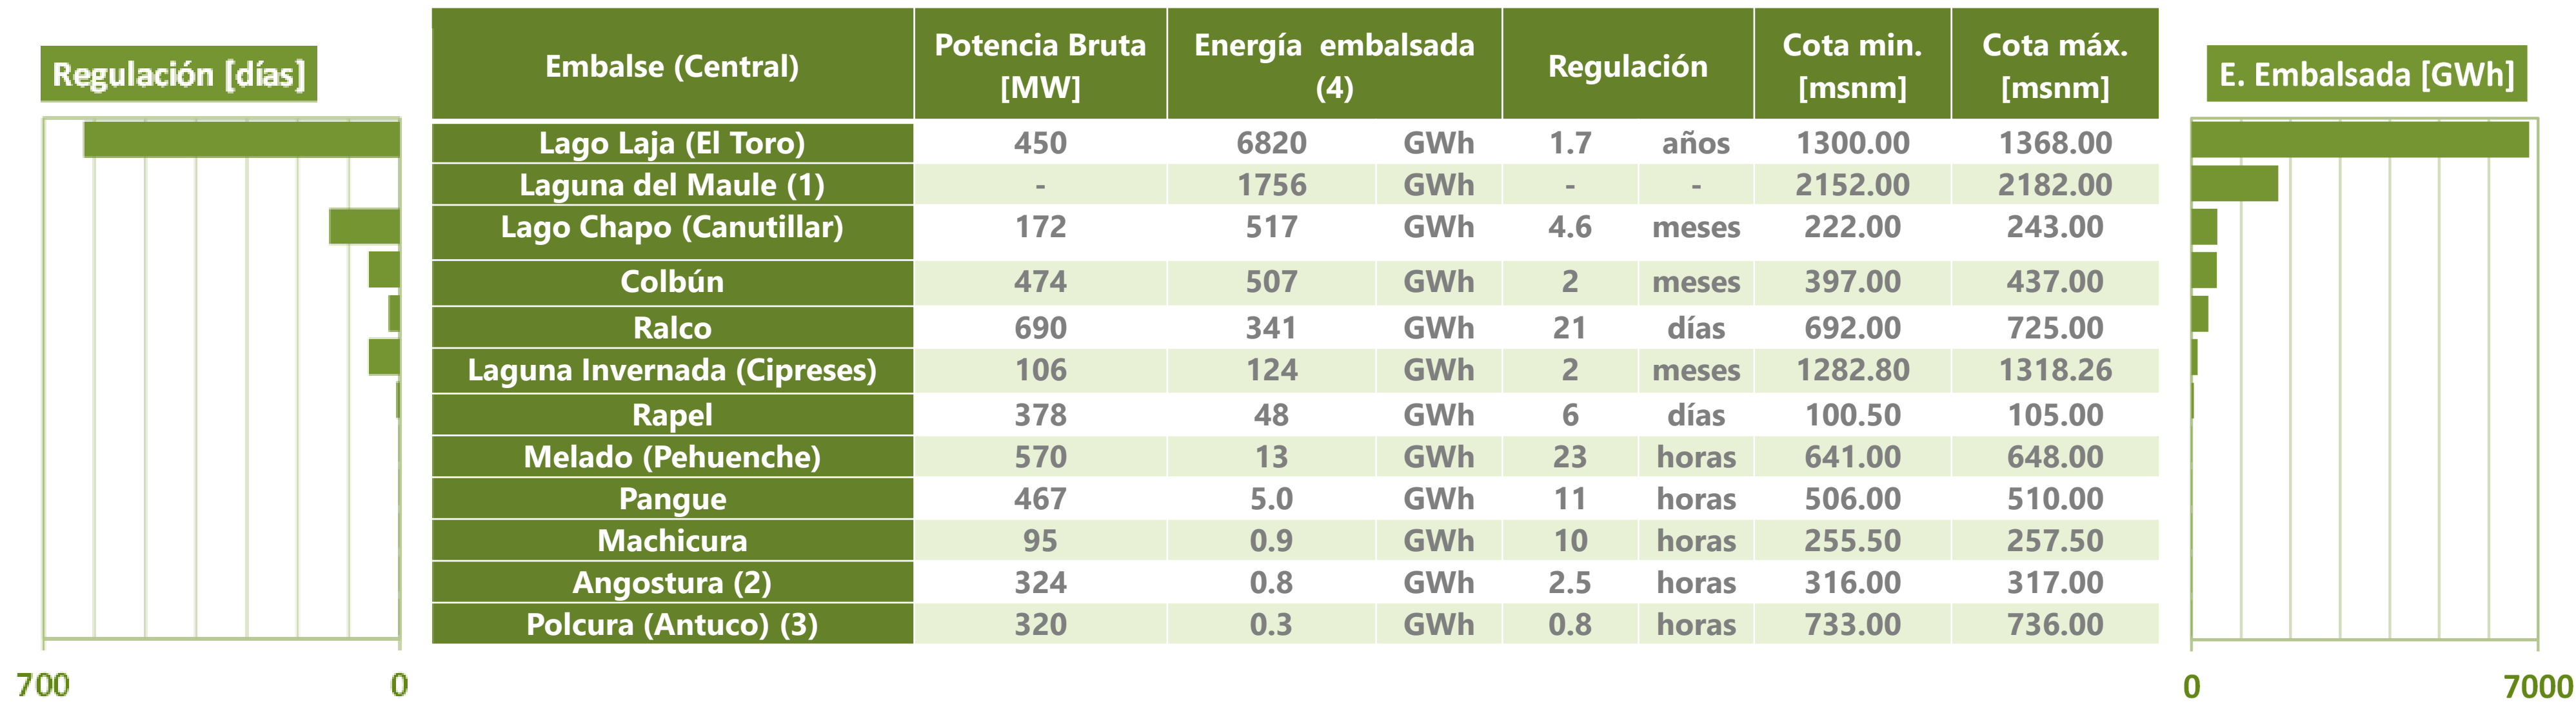 Regulación [días]
700 0
Embalse (Central) Potencia Bruta [MW] Energía embalsada (4) Regulación Cota min. [msnm] Cota máx. [msnm]
Lago Laja (El Toro) 450 6820 GWh 1.7 años 1300.00 1368.00
Laguna del Maule (1) - 1756 GWh - - 2152.00 2182.00
Lago Chapo (Canutillar) 172 517 GWh 4.6 meses 222.00 243.00
Colbún 474 507 GWh 2 meses 397.00 437.00
Ralco 690 341 GWh 21 días 692.00 725.00
Laguna Invernada (Cipreses) 106 124 GWh 2 meses 1282.80 1318.26
Rapel 378 48 GWh 6 días 100.50 105.00
Melado (Pehuenche) 570 13 GWh 23 horas 641.00 648.00
Pangue 467 5.0 GWh 11 horas 506.00 510.00
Machicura 95 0.9 GWh 10 horas 255.50 257.50
Angostura (2) 324 0.8 GWh 2.5 horas 316.00 317.00
Polcura (Antuco) (3) 320 0.3 GWh 0.8 horas 733.00 736.00
E. Embalsada [GWh]
0 7000